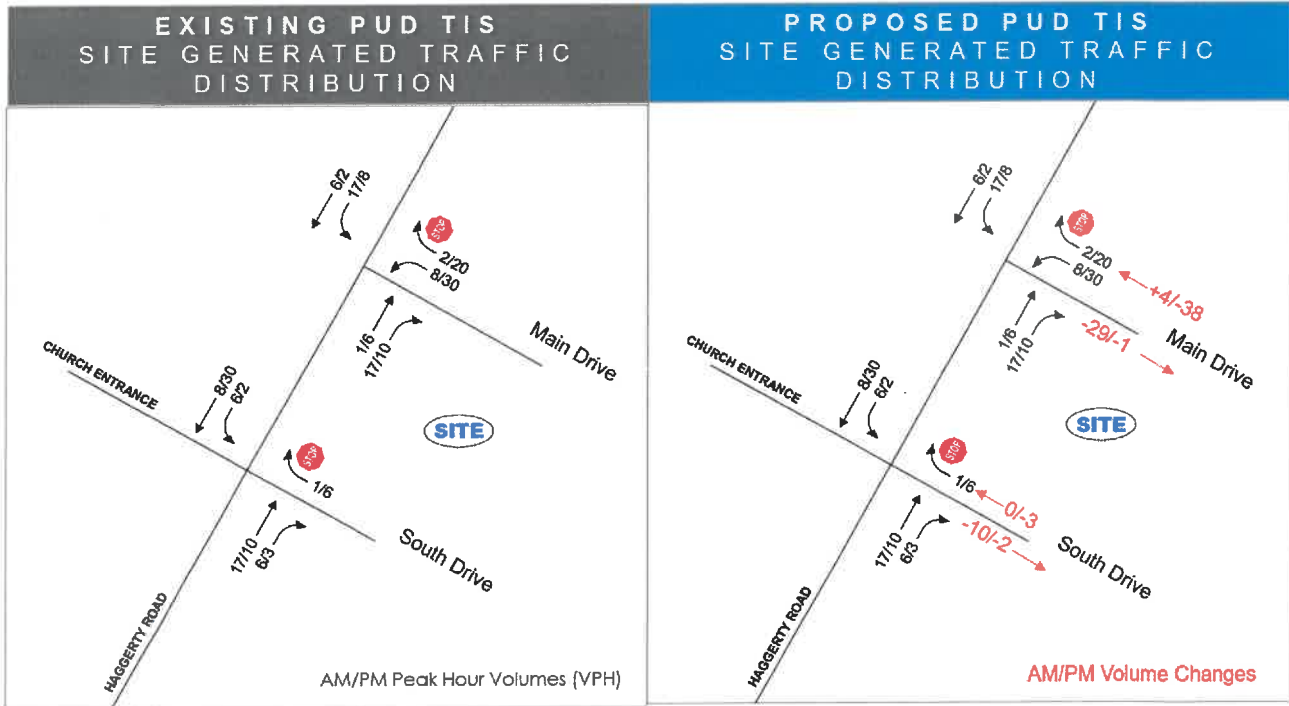 EXISTING PUD TIS
SITE GENERATED TRAFFIC
DISTRIBUTION
6/2
17/8
STOP
2/20
8/30
1/6
17/10
Main Drive
CHURCH ENTRANCE
8/30
6/2
SITE
STOP
1/6
17/10
6/3
South Drive
HAGGERTY ROAD
AM/PM Peak Hour Volumes (VPH)
PROPOSED PUD TIS
SITE GENERATED TRAFFIC
DISTRIBUTION
6/2
17/8
STOP
2/20
8/30
+4/-38
1/6
17/10
-29/-1
Main Drive
CHURCH ENTRANCE
8/30
6/2
SITE
STOP
1/6
0/-3
17/10
6/3
-10/-2
South Drive
HAGGERTY ROAD
AM/PM Volume Changes